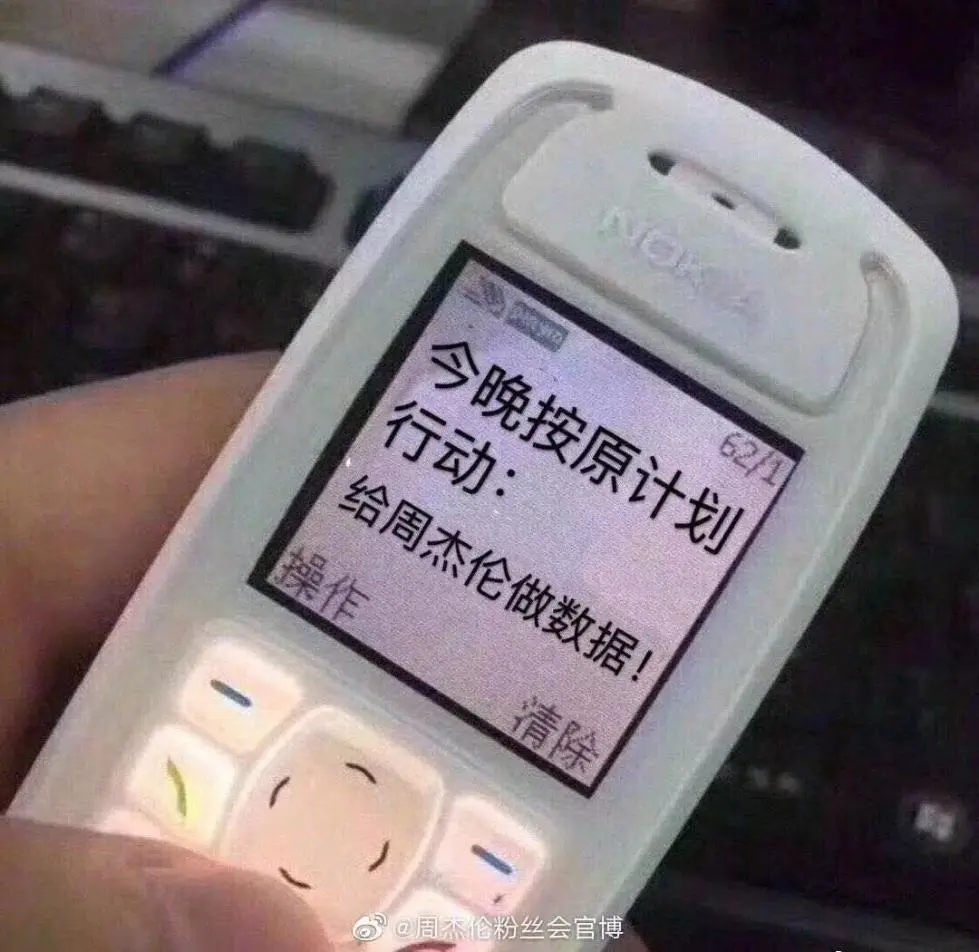 NOKIA
62/1
今晚按原计划
行动：
给周杰伦做数据！
操作
清除
@周杰伦粉丝会官博